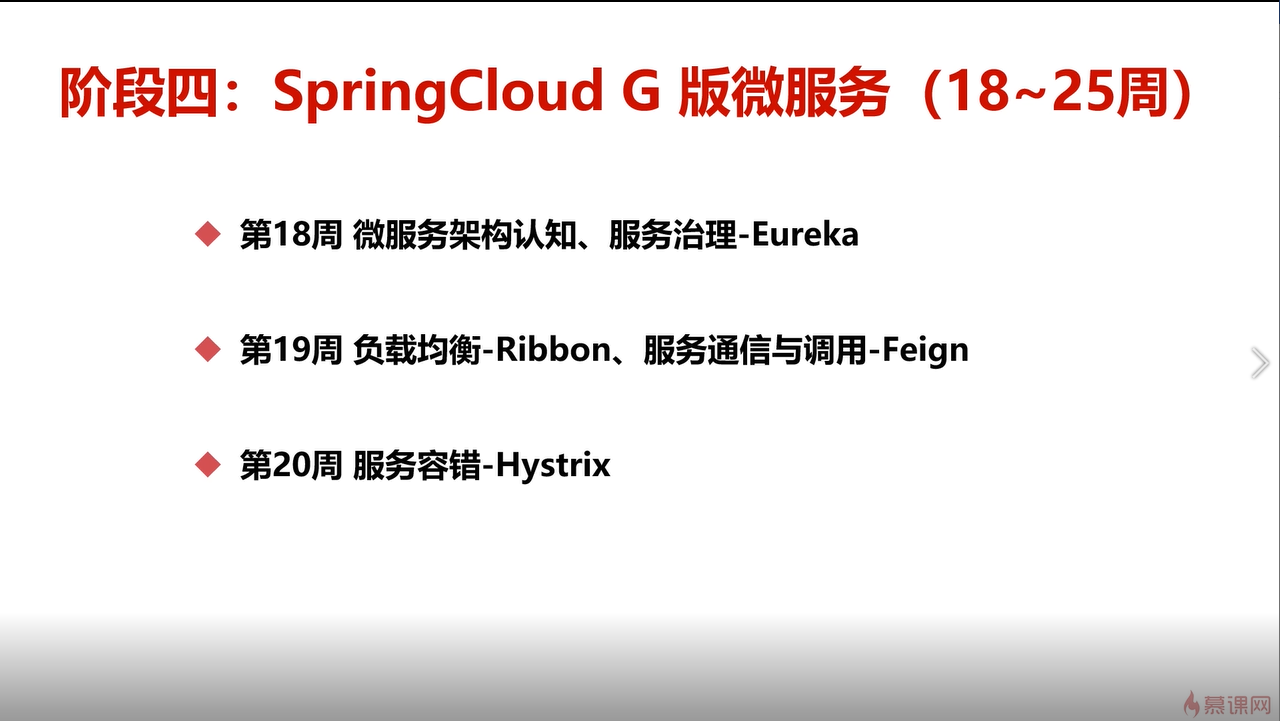 阶段四：SpringCloud G 版微服务（18~25周）
第18周 微服务架构认知、服务治理-Eureka
第19周 负载均衡-Ribbon、服务通信与调用-Feign
第20周 服务容错-Hystrix
慕课网